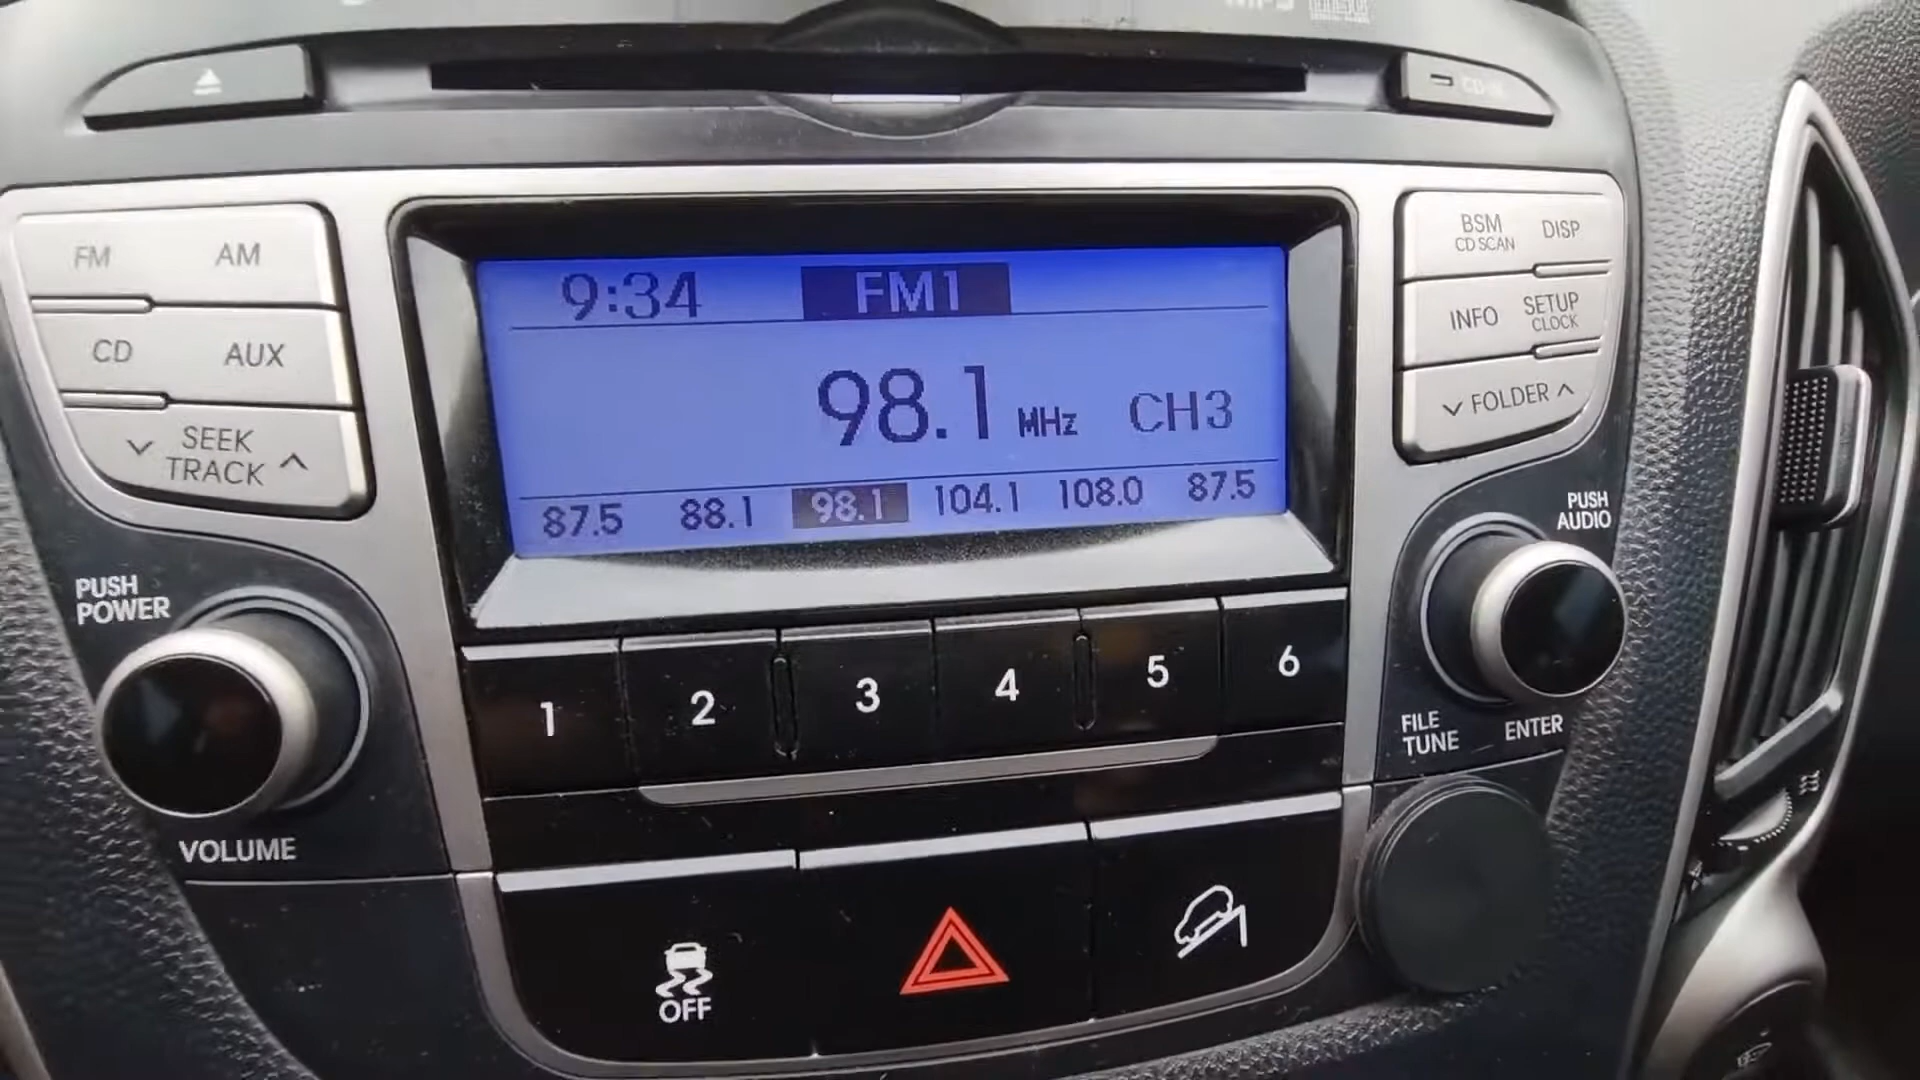 FM AM
CD AUX
SEEK
TRACK
PUSH
POWER
VOLUME
9:34 FM1
98.1 MHz CH3
87.5 88.1 98.1 104.1 108.0 87.5
1 2 3 4 5 6
OFF
BSM DISP
CD SCAN
INFO SETUP
CLOCK
FOLDER
PUSH
AUDIO
FILE
TUNE
ENTER